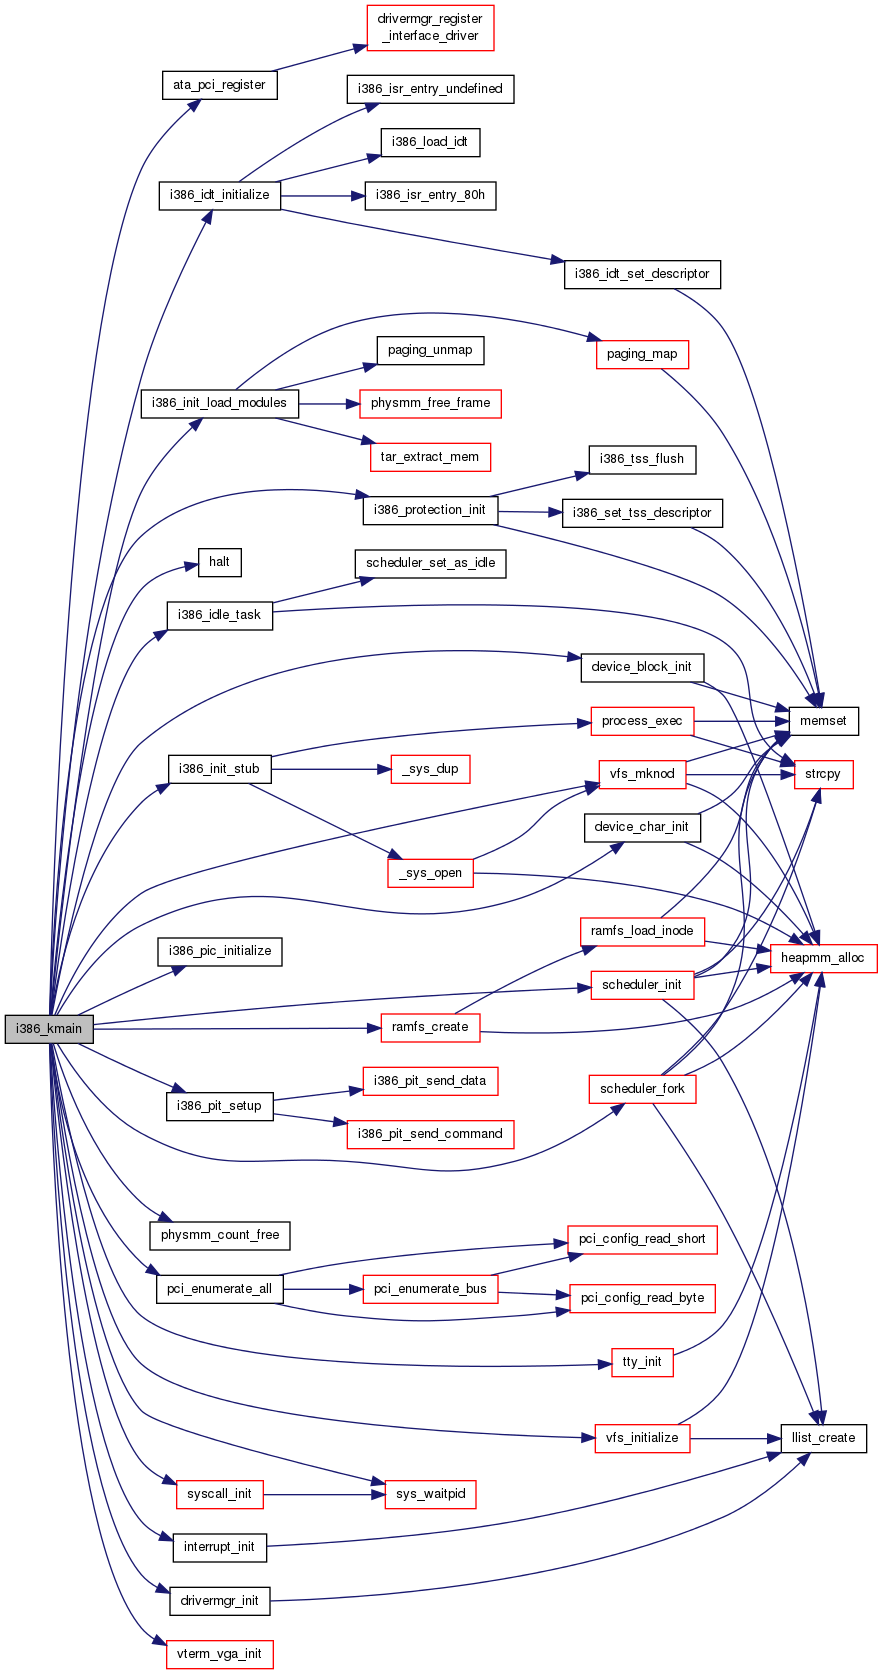 drivermgr_register
_interface_driver
ata_pci_register
i386_isr_entry_undefined
i386_load_idt
i386_idt_initialize
i386_isr_entry_80h
i386_idt_set_descriptor
paging_unmap
paging_map
i386_init_load_modules
physmm_free_frame
tar_extract_mem
i386_tss_flush
i386_protection_init
i386_set_tss_descriptor
halt
scheduler_set_as_idle
i386_idle_task
device_block_init
process_exec
memset
i386_init_stub
_sys_dup
vfs_mknod
strcpy
device_char_init
_sys_open
ramfs_load_inode
i386_pic_initialize
heapmm_alloc
scheduler_init
i386_kmain
ramfs_create
i386_pit_send_data
scheduler_fork
i386_pit_setup
i386_pit_send_command
physmm_count_free
pci_config_read_short
pci_enumerate_all
pci_enumerate_bus
pci_config_read_byte
tty_init
vfs_initialize
llist_create
syscall_init
sys_waitpid
interrupt_init
drivermgr_init
vterm_vga_init